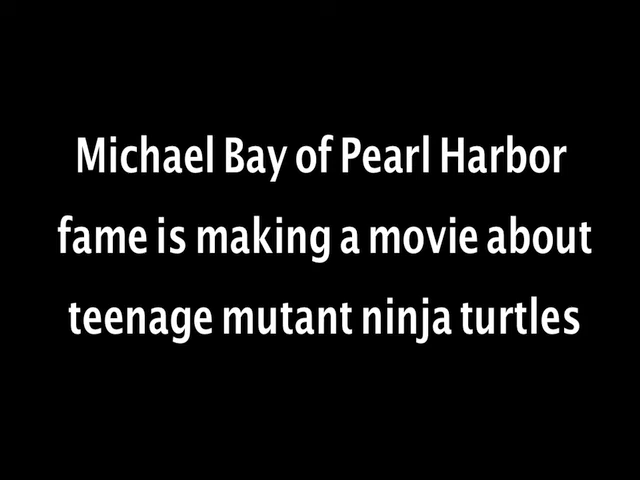 Michael Bay of Pearl Harbor
fame is making a movie about
teenage mutant ninja turtles